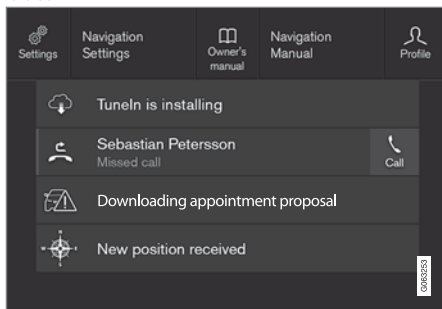 Settings
Navigation
Settings
Owner's
manual
Navigation
Manual
Profile
TuneIn is installing
Sebastian Petersson
Missed call
Call
Downloading appointment proposal
New position received
G063253